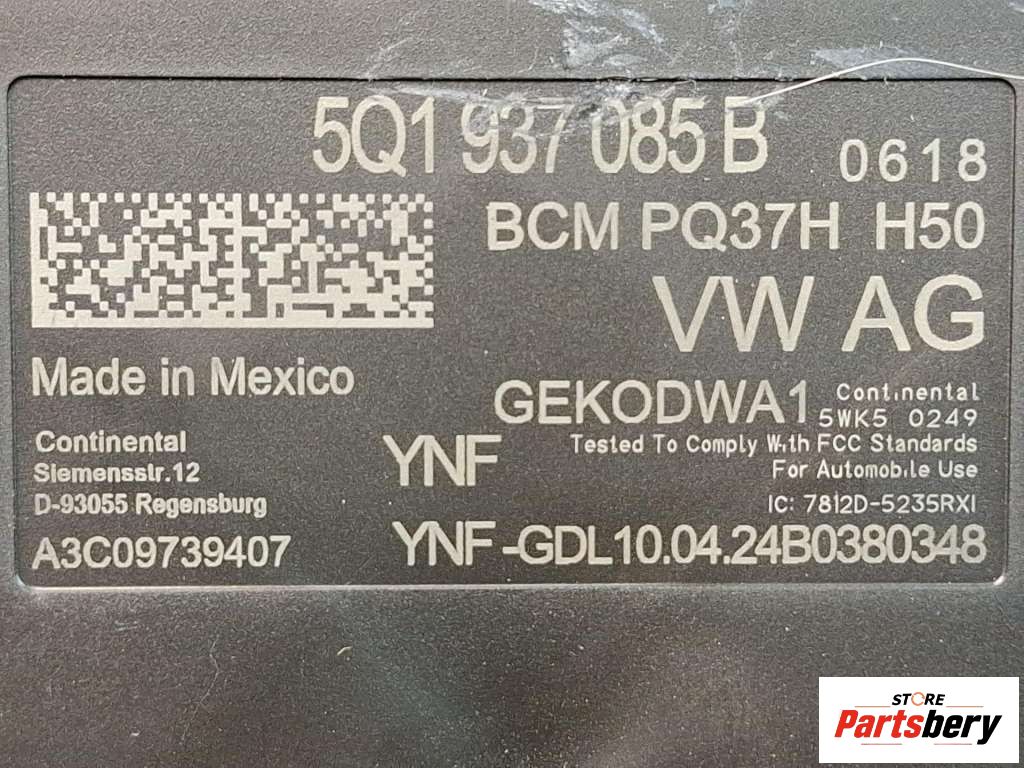 5Q1 937 085 B
0618
BCM PQ37H H50
VW AG
Made in Mexico
GEKODWA1
Continental
5WK5 0249
Continental
Siemensstr.12
D-93055 Regensburg
YNF
Tested To Comply With FCC Standards
For Automobile Use
IC: 7812D-5235RXI
A3C09739407
YNF-GDL10.04.24B0380348
STORE
Partsbery